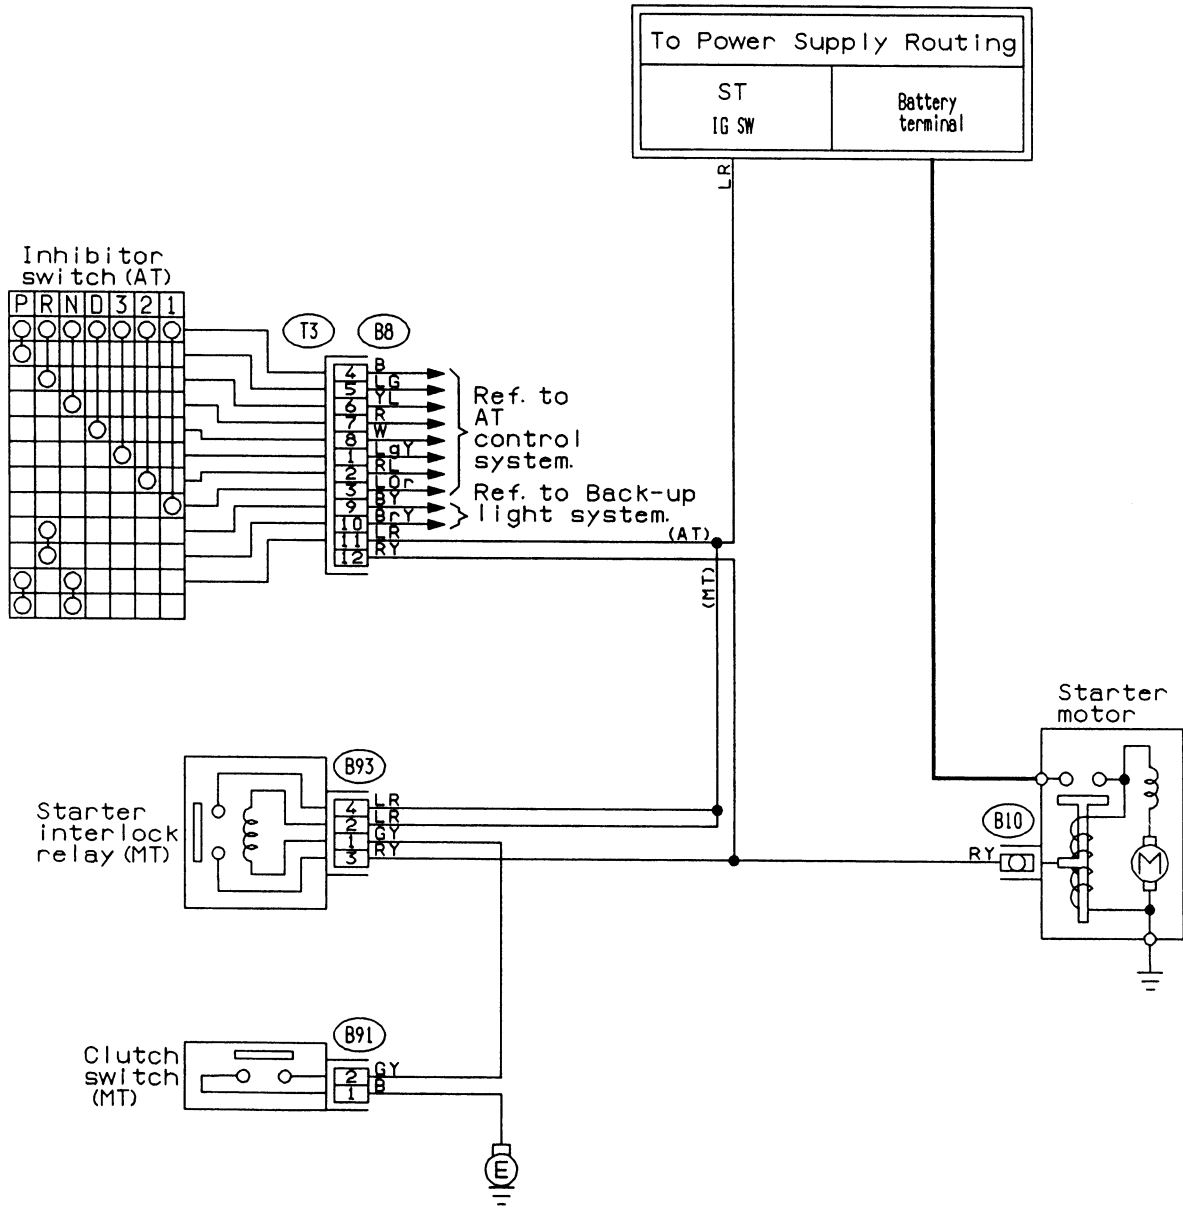 To Power Supply Routing
ST
IG SW
Battery
terminal
LR
Inhibitor
switch (AT)
P R N D 3 2 1
T3 B8
4 B
5 LG
6 YL
7 R
8 W
1 LgY
2 RL
3 LOr
9 BY
10 BrY
11 LR
12 RY
Ref. to
AT
control
system.
Ref. to Back-up
light system.
(AT)
(MT)
Starter
motor
B10
RY
M
B93
Starter
interlock
relay (MT)
4 LR
2 LR
1 GY
3 RY
B91
Clutch
switch
(MT)
2 GY
1 B
E